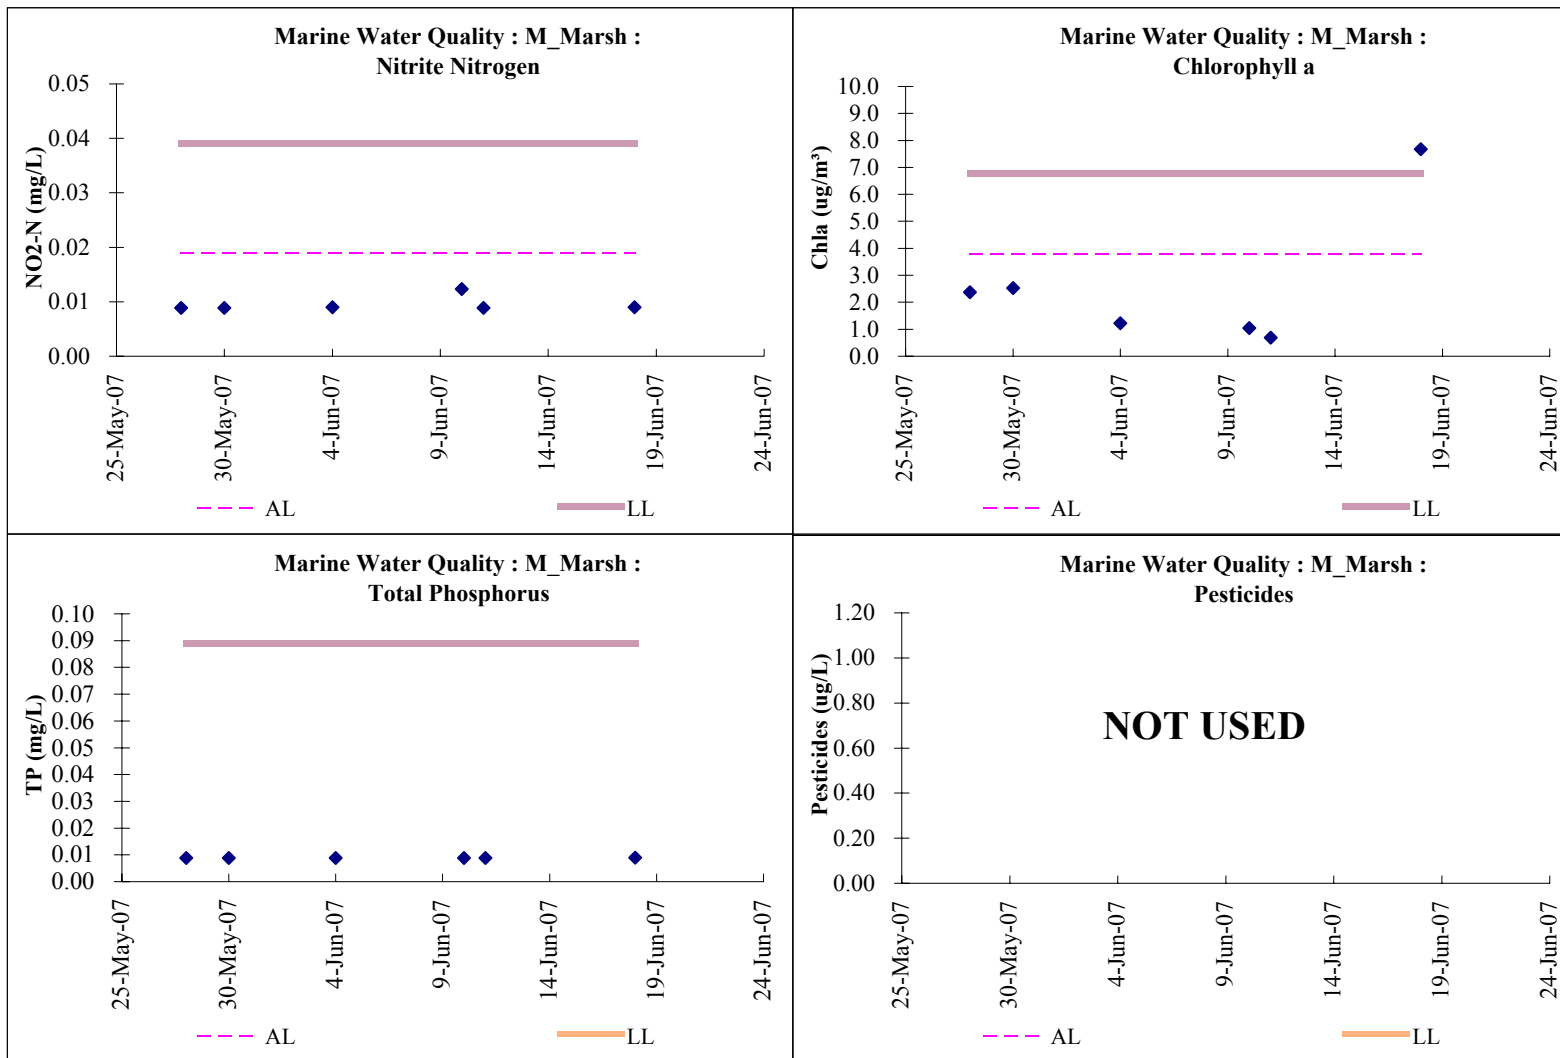 Marine Water Quality : M_Marsh :
Nitrite Nitrogen
NO2-N (mg/L)
0.05
0.04
0.03
0.02
0.01
0.00
25-May-07
30-May-07
4-Jun-07
9-Jun-07
14-Jun-07
19-Jun-07
24-Jun-07
AL
LL
Marine Water Quality : M_Marsh :
Chlorophyll a
Chla (ug/m³)
10.0
9.0
8.0
7.0
6.0
5.0
4.0
3.0
2.0
1.0
0.0
25-May-07
30-May-07
4-Jun-07
9-Jun-07
14-Jun-07
19-Jun-07
24-Jun-07
AL
LL
Marine Water Quality : M_Marsh :
Total Phosphorus
TP (mg/L)
0.10
0.09
0.08
0.07
0.06
0.05
0.04
0.03
0.02
0.01
0.00
25-May-07
30-May-07
4-Jun-07
9-Jun-07
14-Jun-07
19-Jun-07
24-Jun-07
AL
LL
Marine Water Quality : M_Marsh :
Pesticides
Pesticides (ug/L)
1.20
1.00
0.80
0.60
0.40
0.20
0.00
NOT USED
25-May-07
30-May-07
4-Jun-07
9-Jun-07
14-Jun-07
19-Jun-07
24-Jun-07
AL
LL